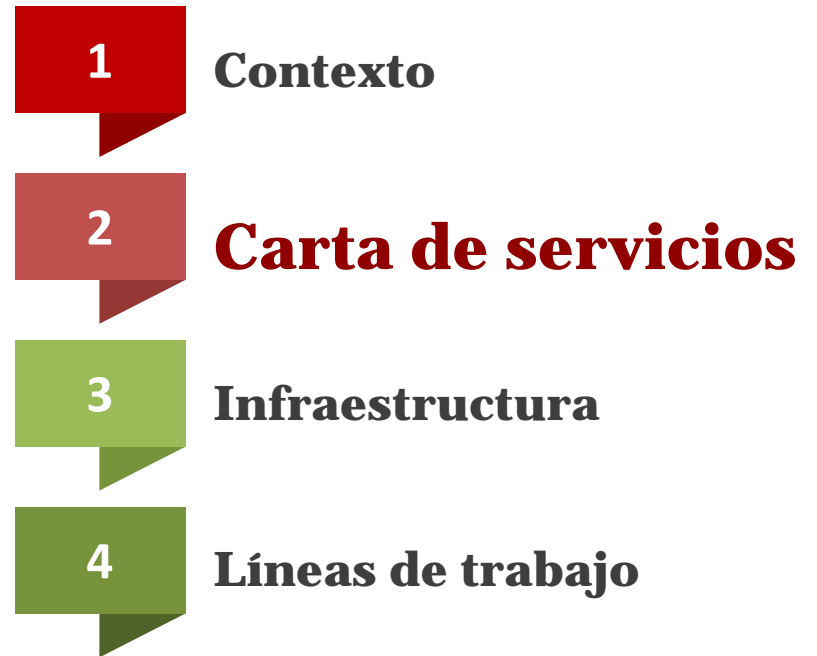 1
Contexto
2
Carta de servicios
3
Infraestructura
4
Líneas de trabajo